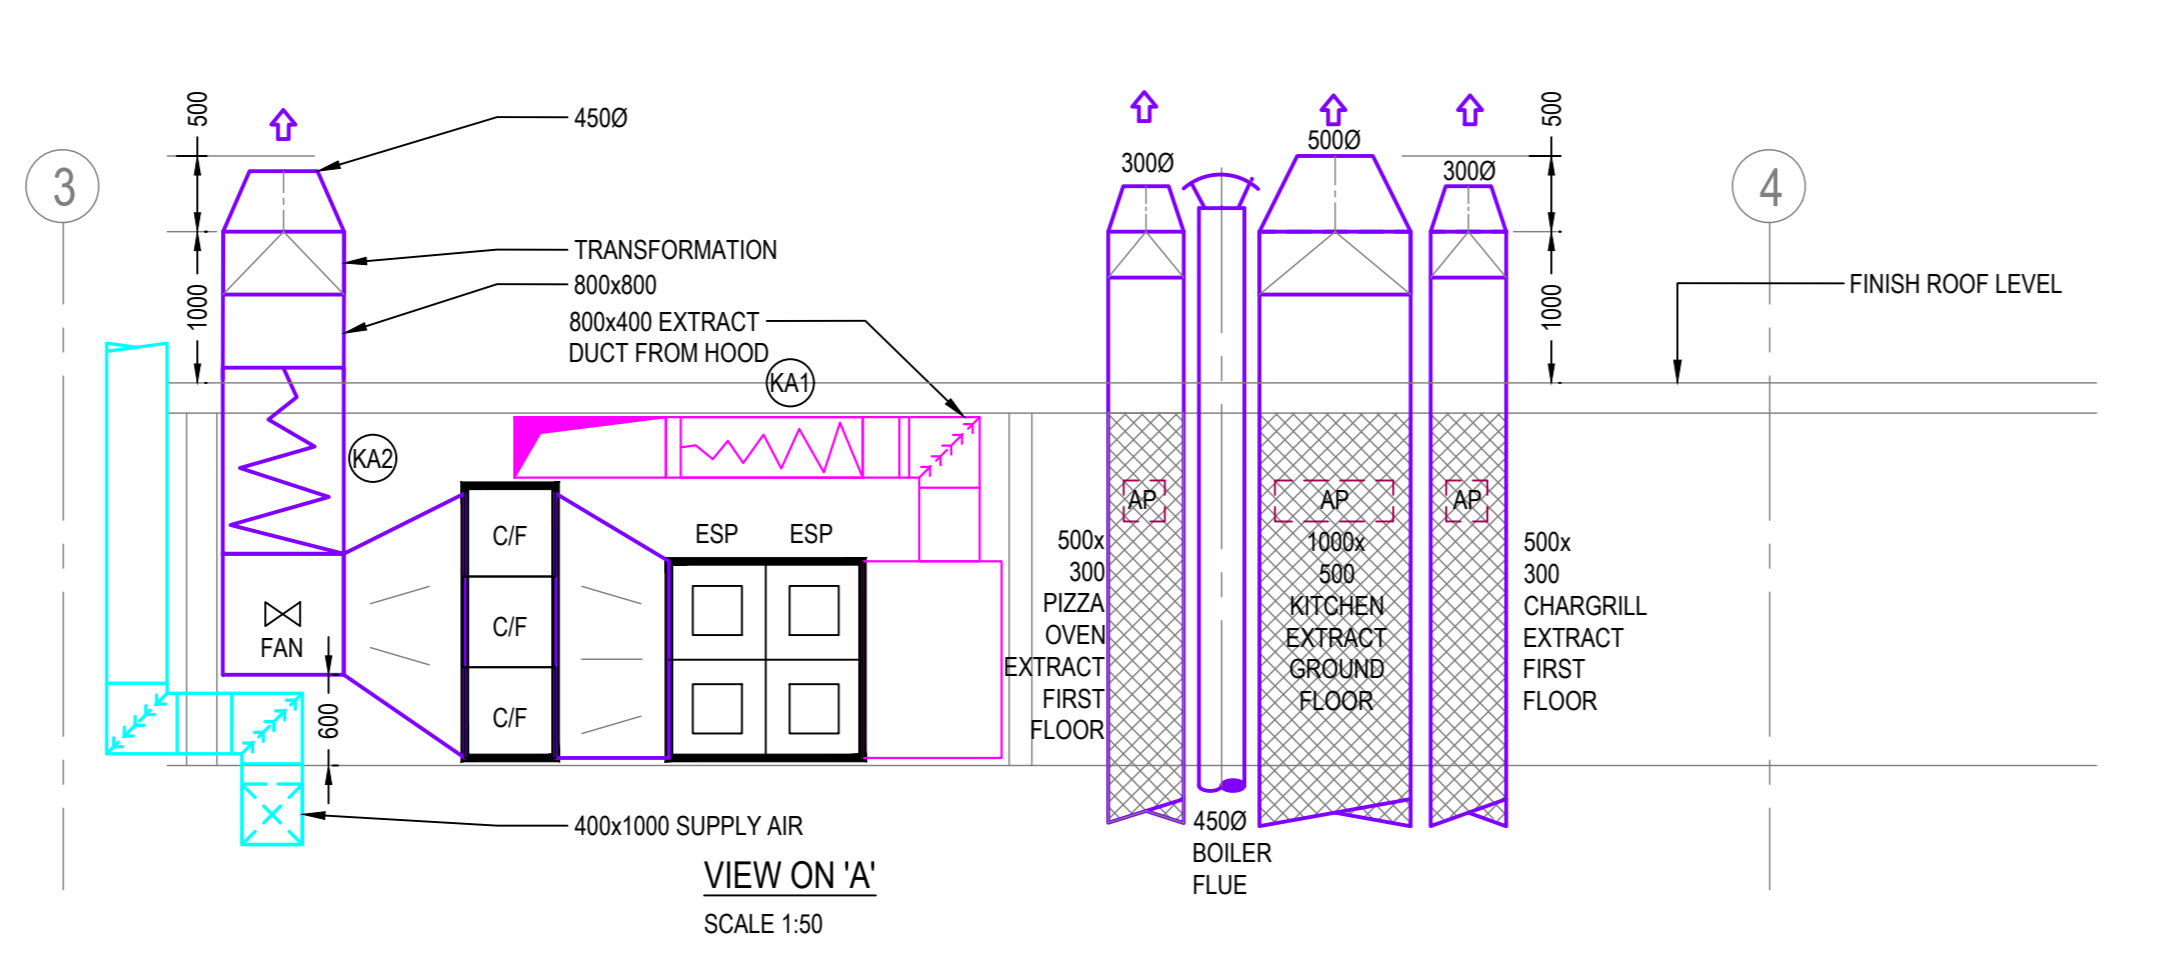 500
450Ø
3
TRANSFORMATION
800x800
1000
800x400 EXTRACT
DUCT FROM HOOD
KA1
KA2
C/F
C/F
C/F
ESP
ESP
FAN
600
400x1000 SUPPLY AIR
VIEW ON 'A'
SCALE 1:50
300Ø
500Ø
300Ø
500
1000
4
FINISH ROOF LEVEL
AP
AP
AP
500x
300
PIZZA
OVEN
EXTRACT
FIRST
FLOOR
450Ø
BOILER
FLUE
1000x
500
KITCHEN
EXTRACT
GROUND
FLOOR
500x
300
CHARGRILL
EXTRACT
FIRST
FLOOR